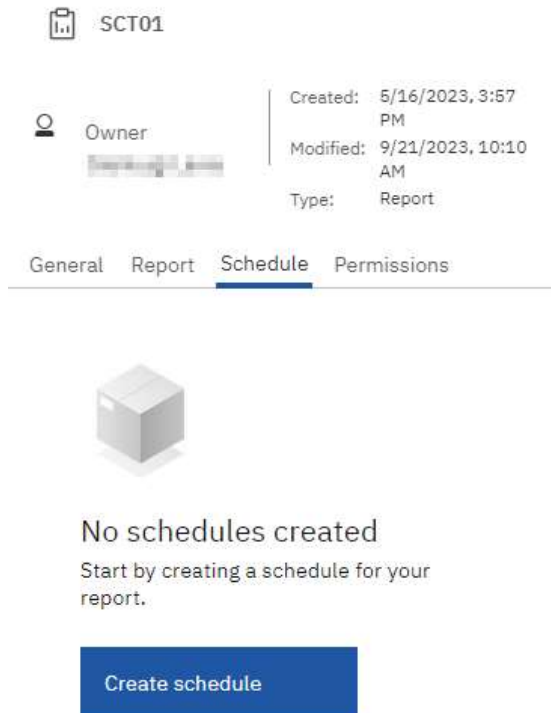 SCT01
Owner
Created: 5/16/2023, 3:57
PM
Modified: 9/21/2023, 10:10
AM
Type: Report
General Report Schedule Permissions
No schedules created
Start by creating a schedule for your
report.
Create schedule